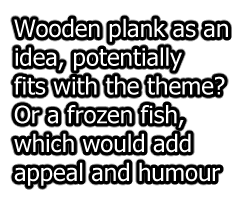 Wooden plank as an
idea, potentially
fits with the theme?
Or a frozen fish,
which would add
appeal and humour